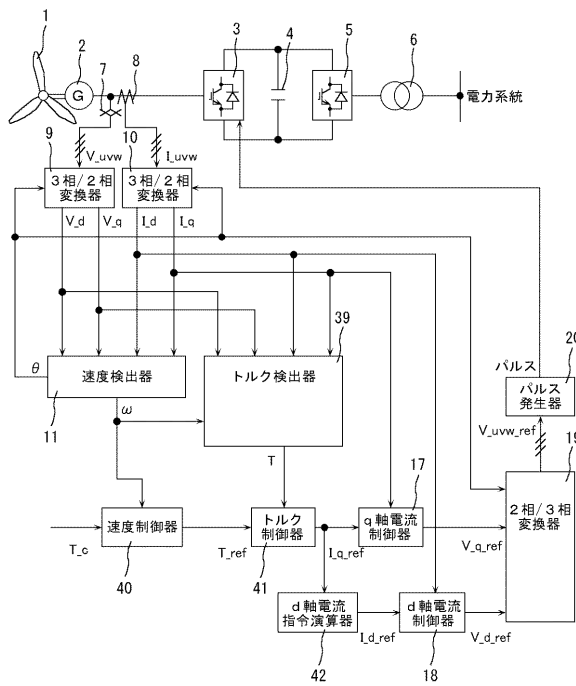 1
2
3
4
5
6
G
7
8
電力系統
9
10
V_uvw
I_uvw
3相/2相
変換器
3相/2相
変換器
V_d
V_q
I_d
I_q
39
θ
速度検出器
トルク検出器
11
ω
パルス
20
パルス
発生器
V_uvw_ref
19
T
17
2相/3相
変換器
速度制御器
トルク
制御器
q軸電流
制御器
T_c
T_ref
I_q_ref
V_q_ref
40
41
d軸電流
指令演算器
d軸電流
制御器
I_d_ref
V_d_ref
42
18